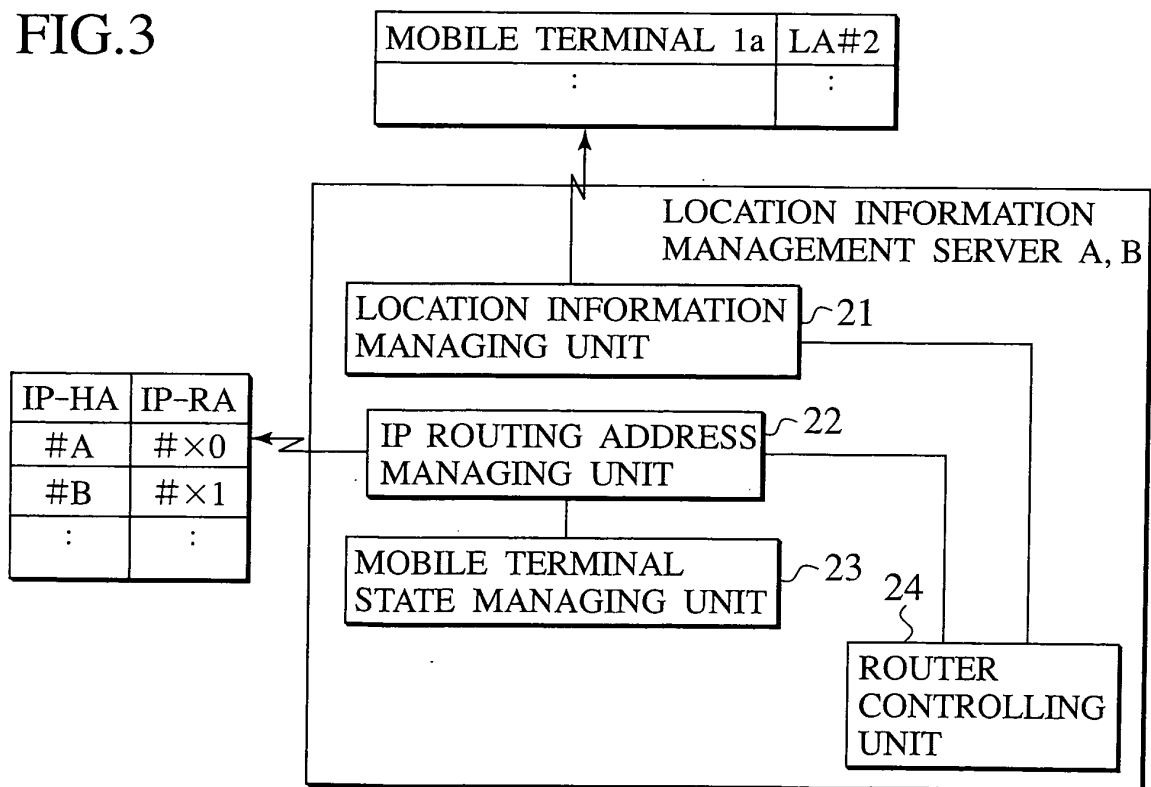 FIG.3
MOBILE TERMINAL 1a LA#2
: :
LOCATION INFORMATION
MANAGEMENT SERVER A, B
LOCATION INFORMATION
MANAGING UNIT
21
IP-HA IP-RA
#A #×0
#B #×1
: :
IP ROUTING ADDRESS
MANAGING UNIT
22
MOBILE TERMINAL
STATE MANAGING UNIT
23
24
ROUTER
CONTROLLING
UNIT